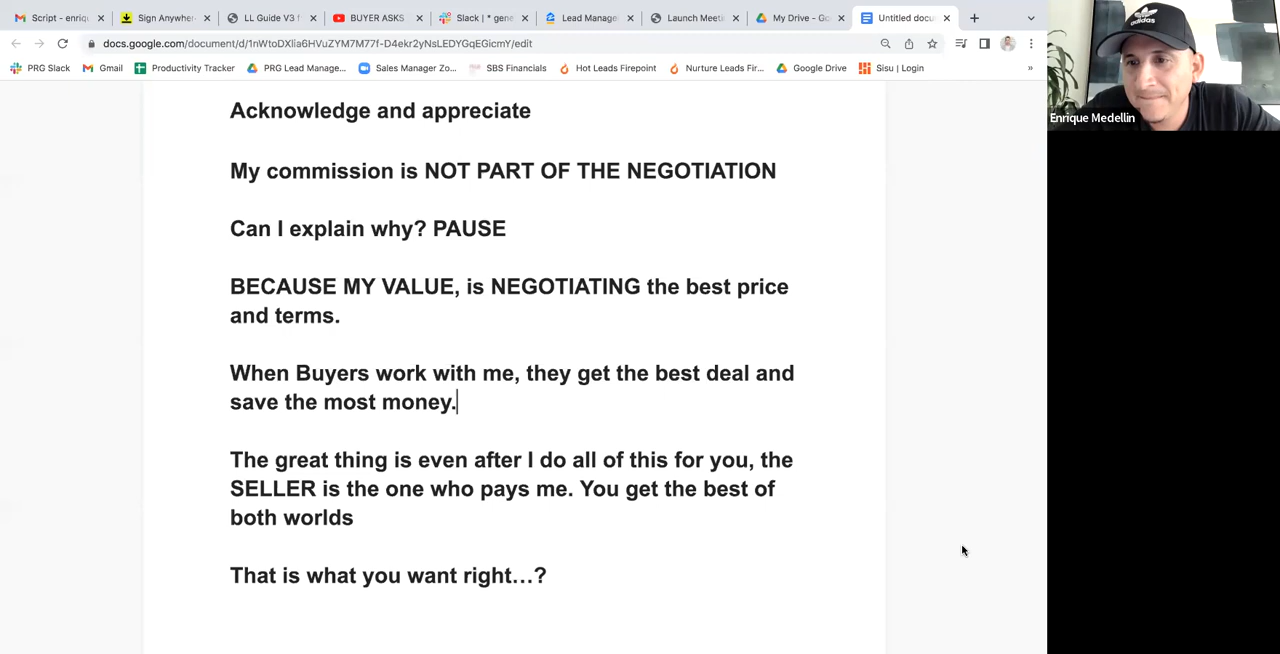 Script - enriq
Sign Anywher
LL Guide V3 f
BUYER ASKS
Slack | * gene
Lead Manage
Launch Meeti
My Drive - Go
Untitled docu
docs.google.com/document/d/1nWtoDXlia6HVuZYM7M77f-D4ekr2yNsLEDYGqEGicmY/edit
PRG Slack
Gmail
Productivity Tracker
PRG Lead Manage...
Sales Manager Zo...
SBS Financials
Hot Leads Firepoint
Nurture Leads Fir...
Google Drive
Sisu | Login
»
adidas
Enrique Medellin
Acknowledge and appreciate
My commission is NOT PART OF THE NEGOTIATION
Can I explain why? PAUSE
BECAUSE MY VALUE, is NEGOTIATING the best price
and terms.
When Buyers work with me, they get the best deal and
save the most money.
The great thing is even after I do all of this for you, the
SELLER is the one who pays me. You get the best of
both worlds
That is what you want right…?